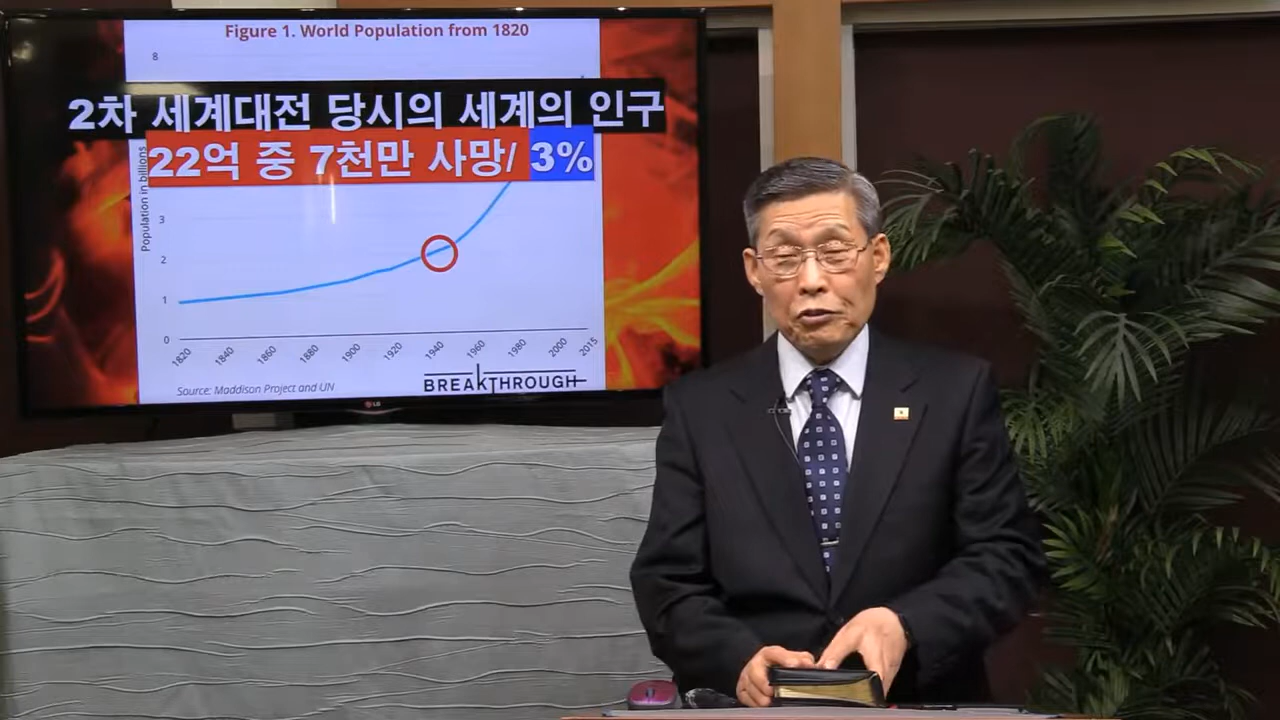 Figure 1. World Population from 1820
8
2차 세계대전 당시의 세계의 인구
22억 중 7천만 사망/ 3%
Population in billions
3
2
1
0
1820 1840 1860 1880 1900 1920 1940 1960 1980 2000 2015
Source: Maddison Project and UN
BREAKTHROUGH
LG